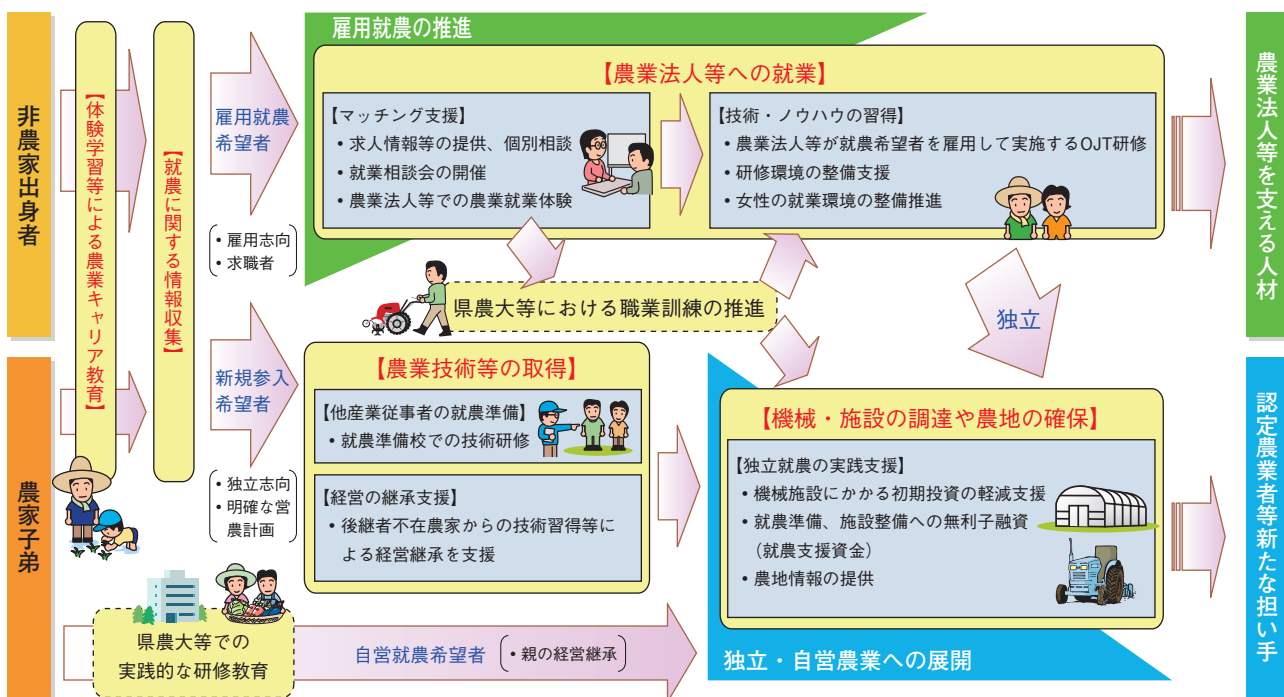 非農家出身者
農家子弟
【体験学習等による農業キャリア教育】
【就農に関する情報収集】
雇用就農
希望者
・雇用志向
・求職者
新規参入
希望者
・独立志向
・明確な営
農計画
雇用就農の推進
【農業法人等への就業】
【マッチング支援】
・求人情報等の提供、個別相談
・就業相談会の開催
・農業法人等での農業就業体験
【技術・ノウハウの習得】
・農業法人等が就農希望者を雇用して実施するOJT研修
・研修環境の整備支援
・女性の就業環境の整備推進
県農大等における職業訓練の推進
独立
【農業技術等の取得】
【他産業従事者の就農準備】
・就農準備校での技術研修
【経営の継承支援】
・後継者不在農家からの技術習得等に
よる経営継承を支援
【機械・施設の調達や農地の確保】
【独立就農の実践支援】
・機械施設にかかる初期投資の軽減支援
・就農準備、施設整備への無利子融資
（就農支援資金）
・農地情報の提供
独立・自営農業への展開
県農大等での
実践的な研修教育
自営就農希望者
・親の経営継承
農業法人等を支える人材
認定農業者等新たな担い手